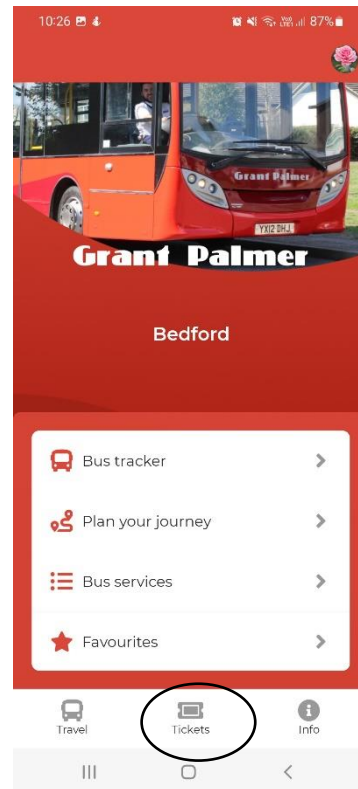 10:26 87%
Grant Palmer
YX12 DHJ
Grant Palmer
Bedford
Bus tracker
Plan your journey
Bus services
Favourites
Travel Tickets Info